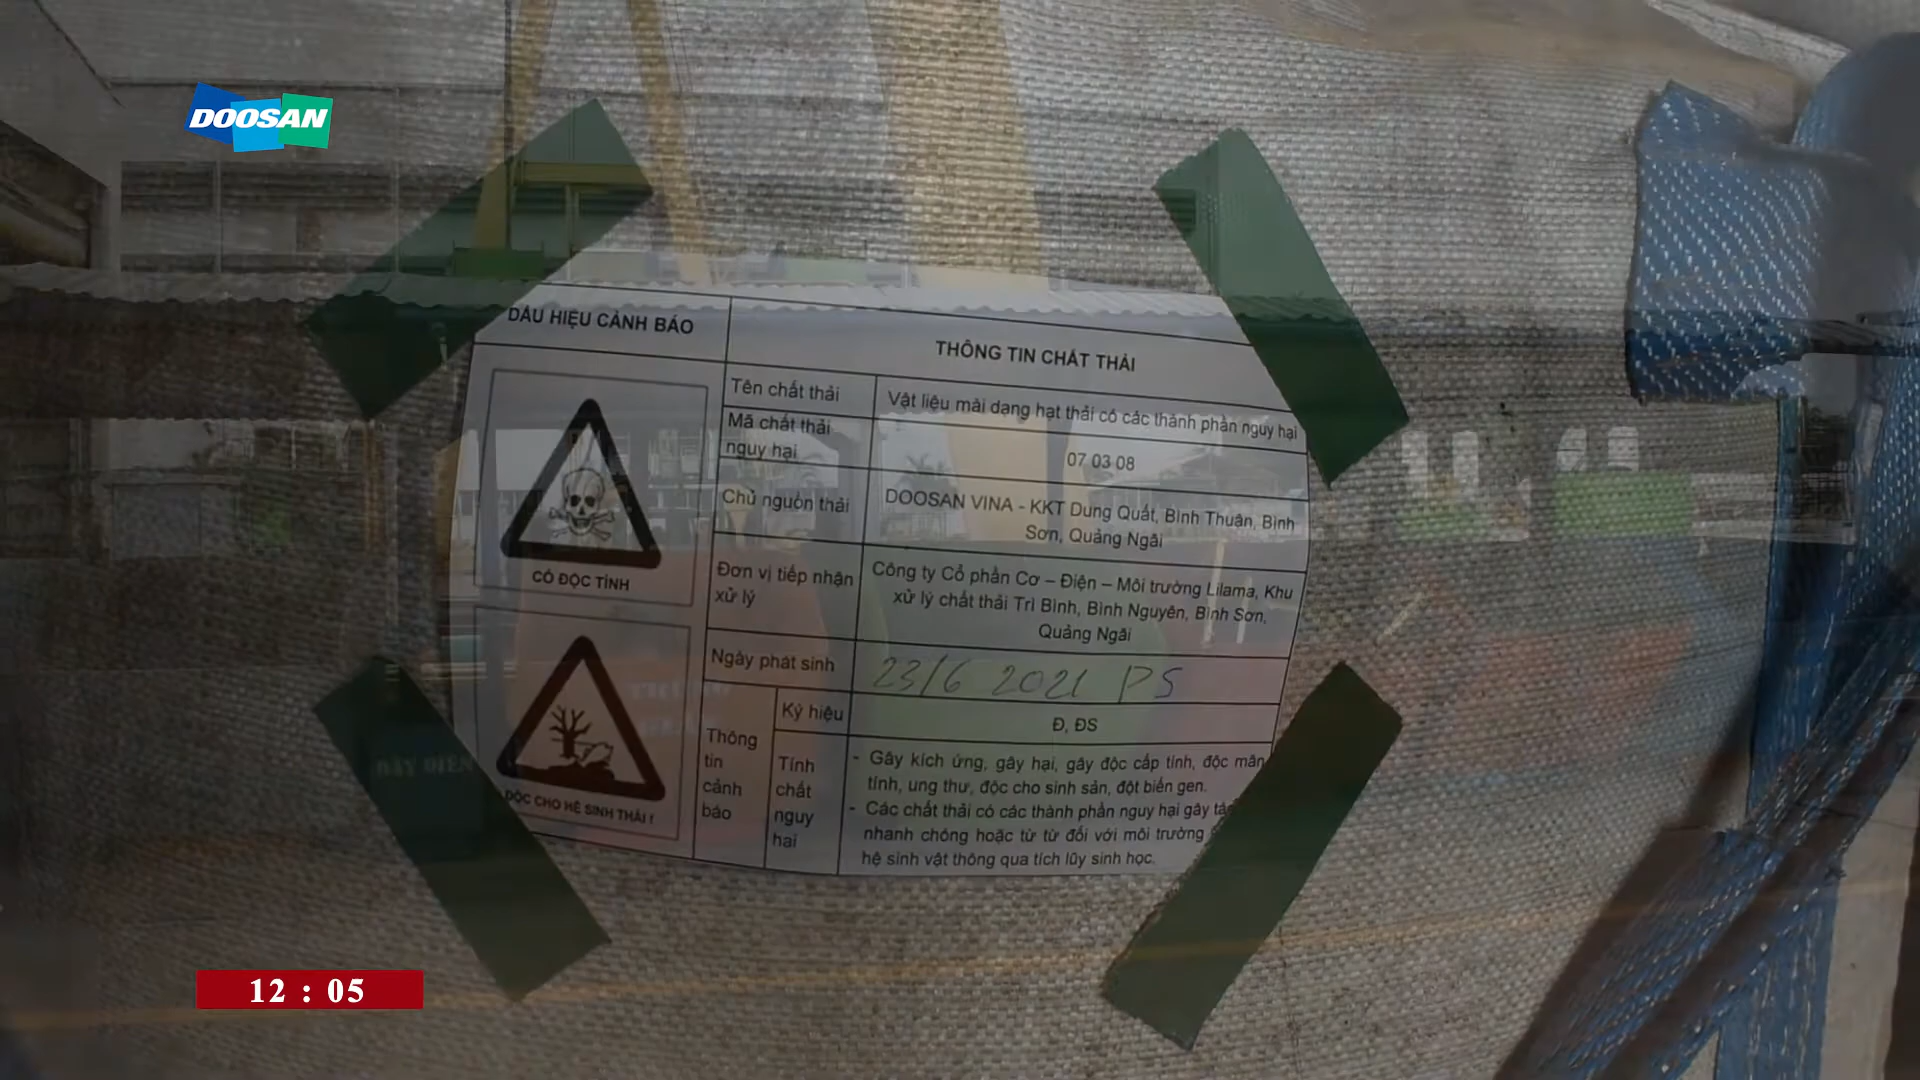 DOOSAN
DẤU HIỆU CẢNH BÁO
THÔNG TIN CHẤT THẢI
CÓ ĐỘC TÍNH
ĐỘC CHO HỆ SINH THÁI !
Tên chất thải
Vật liệu mài dạng hạt thải có các thành phần nguy hại
Mã chất thải
nguy hại
07 03 08
Chủ nguồn thải
DOOSAN VINA - KKT Dung Quất, Bình Thuận, Bình
Sơn, Quảng Ngãi
Đơn vị tiếp nhận
xử lý
Công ty Cổ phần Cơ – Điện – Môi trường Lilama, Khu
xử lý chất thải Trì Bình, Bình Nguyên, Bình Sơn,
Quảng Ngãi
Ngày phát sinh
23/6 2021 PS
Thông
tin
cảnh
báo
Ký hiệu
Đ, ĐS
Tính
chất
nguy
hại
- Gây kích ứng, gây hại, gây độc cấp tính, độc mãn
tính, ung thư, độc cho sinh sản, đột biến gen.
- Các chất thải có các thành phần nguy hại gây
nhanh chóng hoặc từ từ đối với môi trường
hệ sinh vật thông qua tích lũy sinh học.
DÂY ĐIỆN
12 : 05